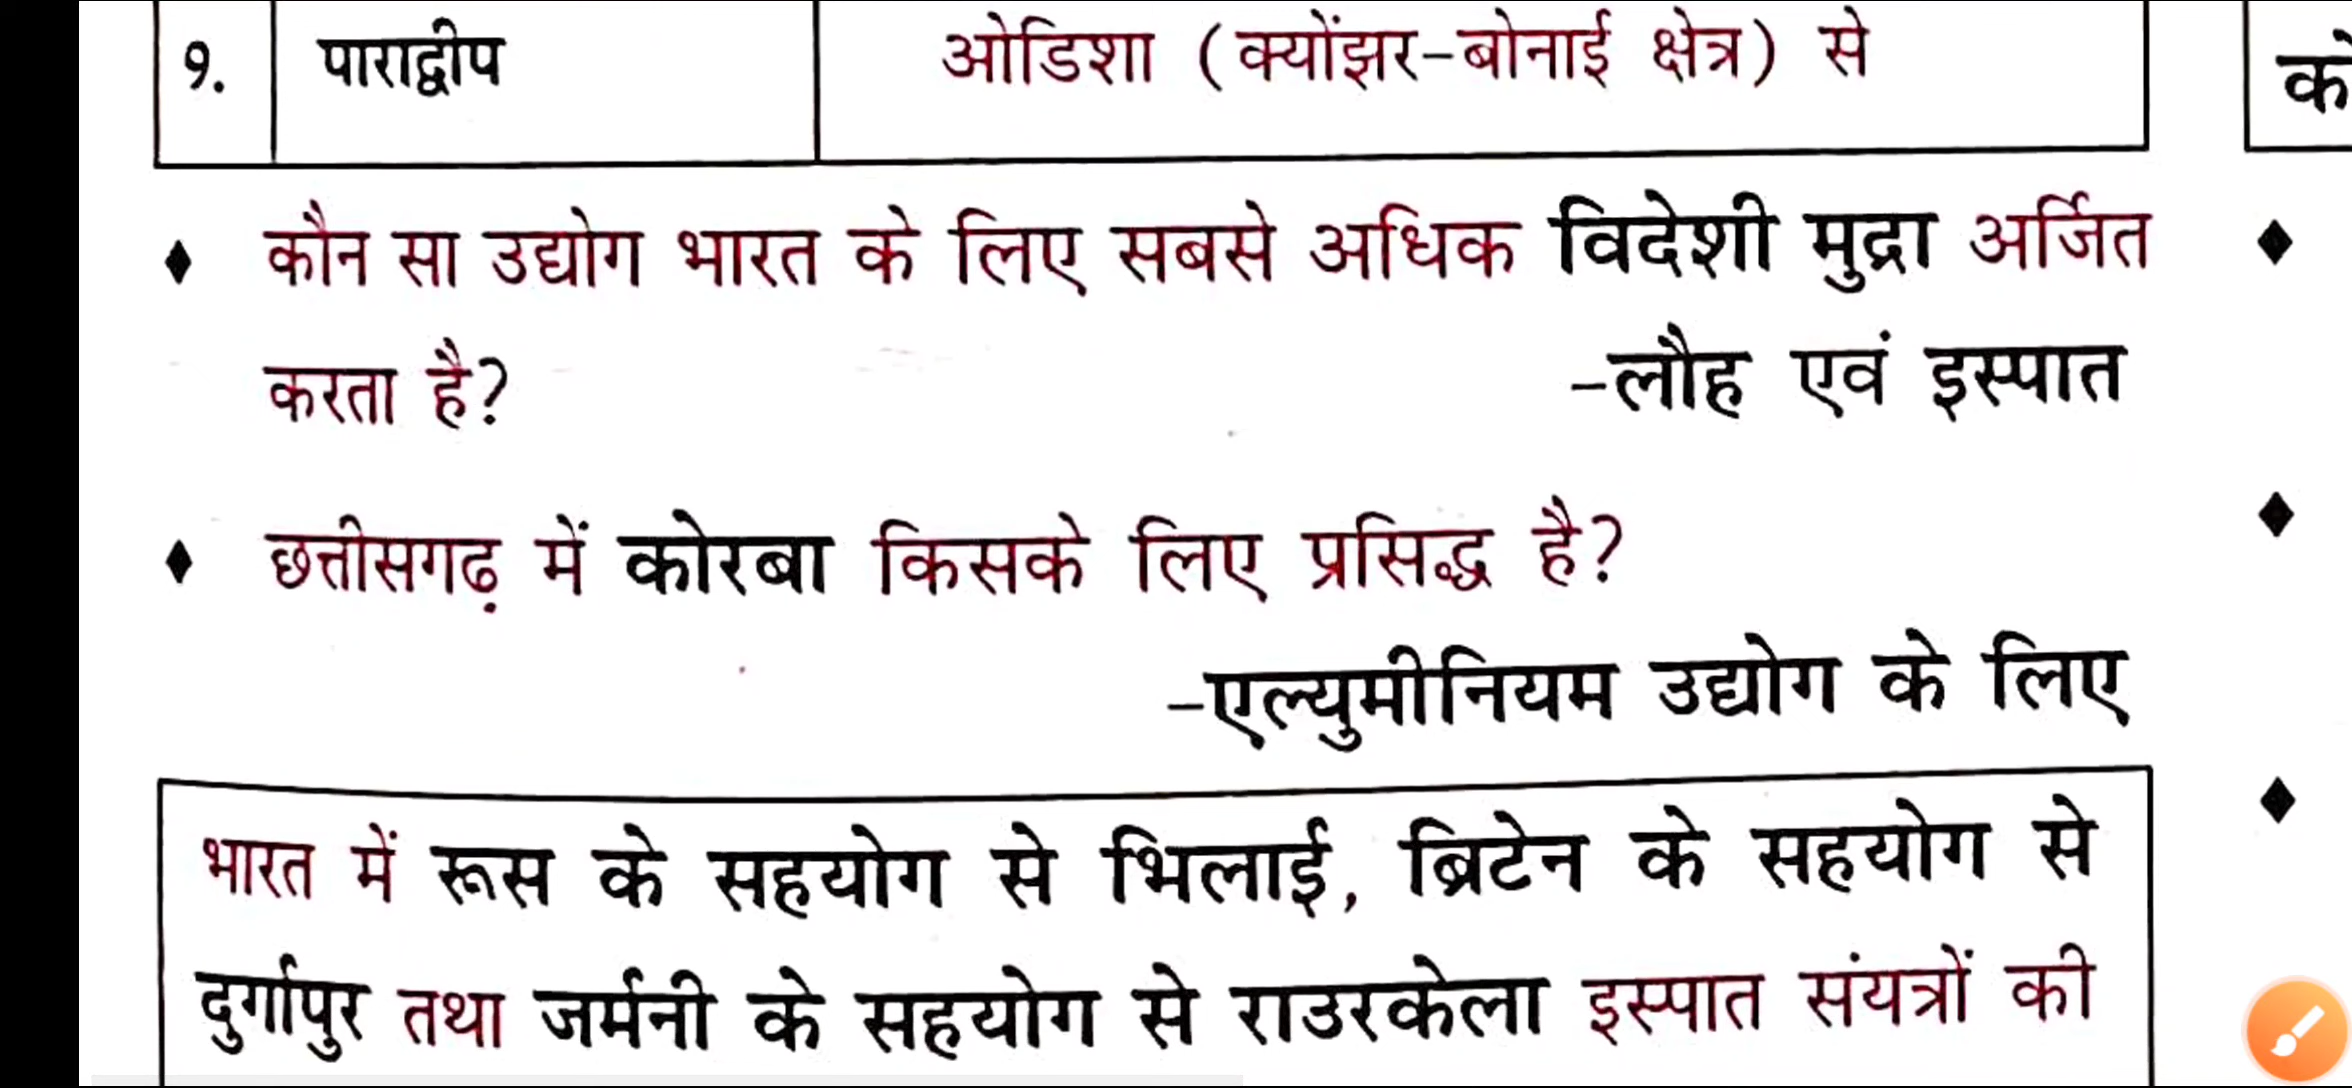 9. पाराद्वीप ओडिशा (क्योंझर-बोनाई क्षेत्र) से
♦ कौन सा उद्योग भारत के लिए सबसे अधिक विदेशी मुद्रा अर्जित
करता है? -लौह एवं इस्पात
♦ छत्तीसगढ़ में कोरबा किसके लिए प्रसिद्ध है?
-एल्युमीनियम उद्योग के लिए
भारत में रूस के सहयोग से भिलाई, ब्रिटेन के सहयोग से
दुर्गापुर तथा जर्मनी के सहयोग से राउरकेला इस्पात संयत्रों की